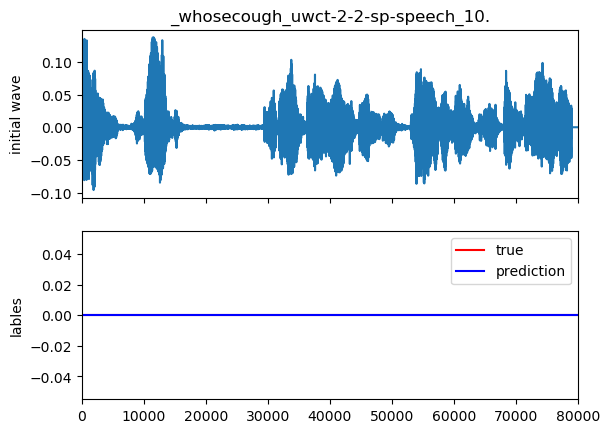 _whosecough_uwct-2-2-sp-speech_10.
initial wave
0.10
0.05
0.00
−0.05
−0.10
lables
0.04
0.02
0.00
−0.02
−0.04
true
prediction
0 10000 20000 30000 40000 50000 60000 70000 80000